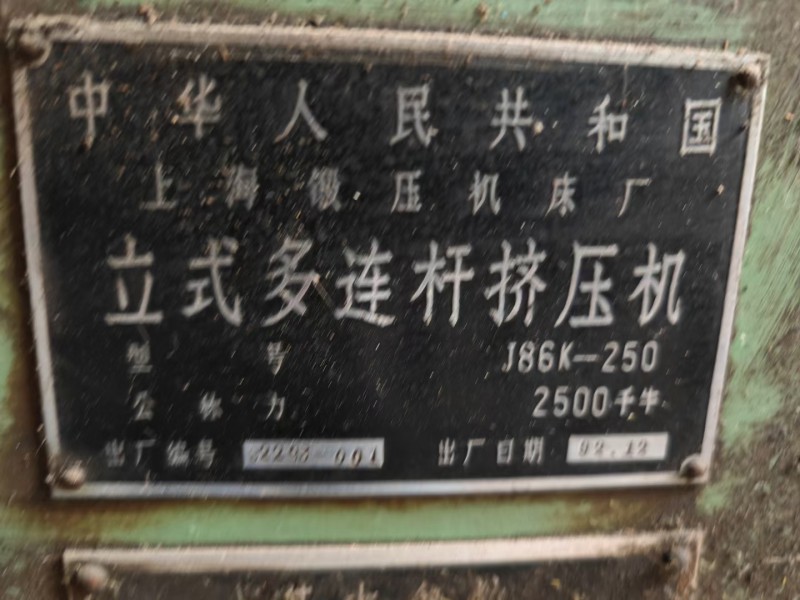 中华人民共和国
上海锻压机床厂
立式多连杆挤压机
型号 J86K-250
公称力 2500千牛
出厂编号 出厂日期 92.12